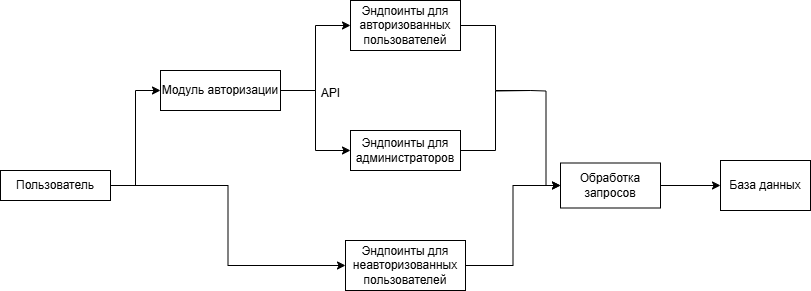 Эндпоинты для
авторизованных
пользователей
Модуль авторизации
API
Эндпоинты для
администраторов
Пользователь
Обработка
запросов
База данных
Эндпоинты для
неавторизованных
пользователей